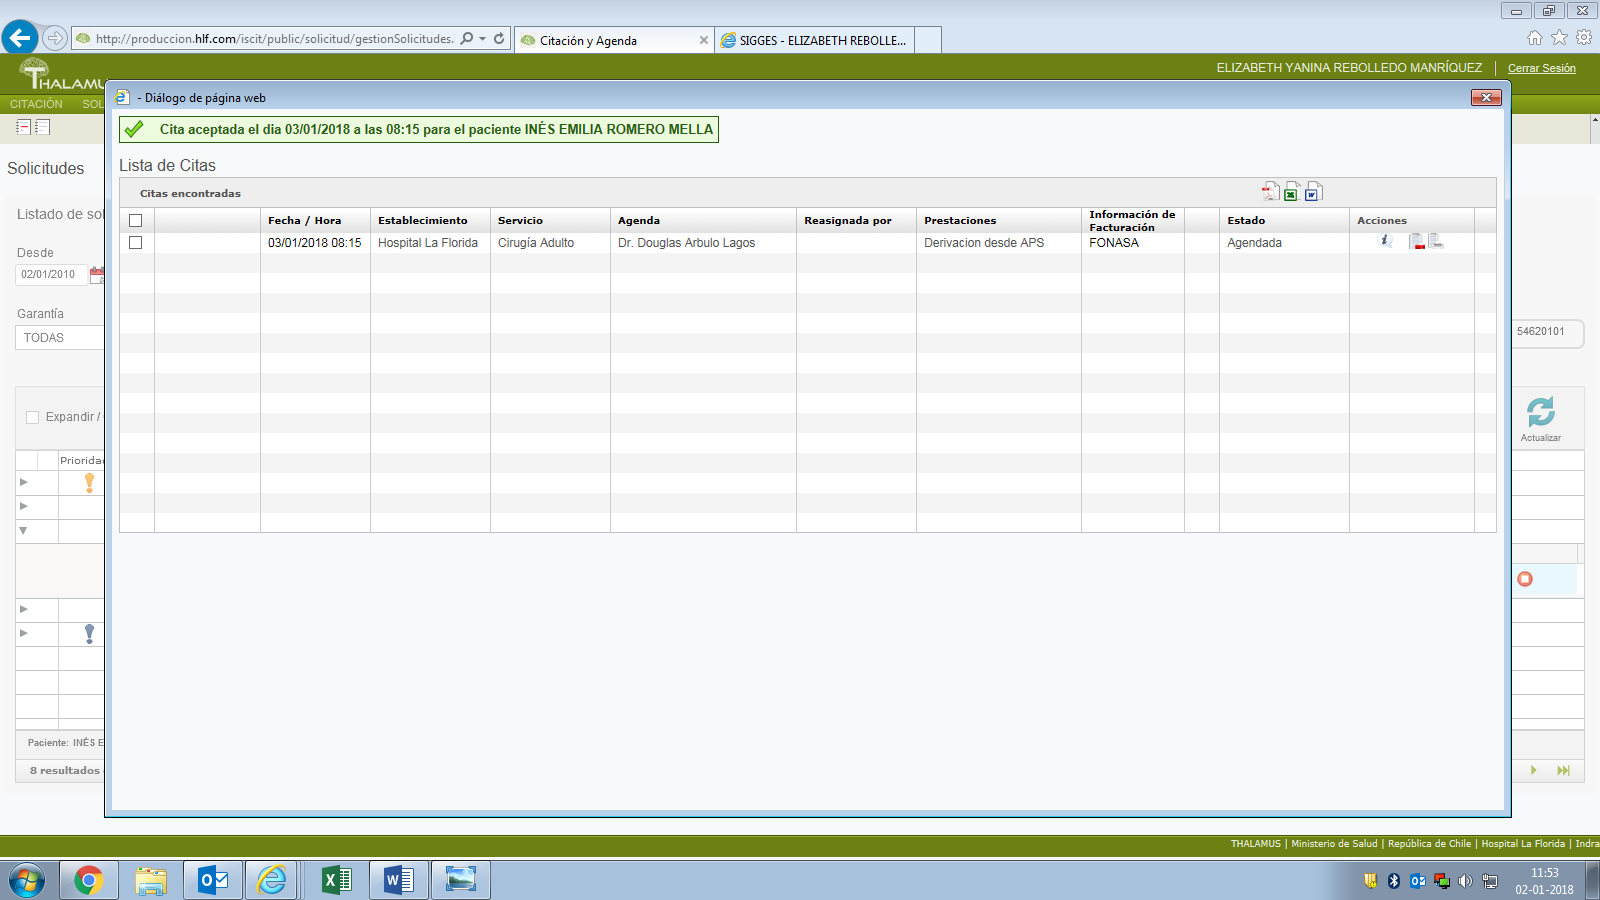 http://produccion.hlf.com/iscit/public/solicitud/gestionSolicitudes.
Citación y Agenda
SIGGES - ELIZABETH REBOLLE...
THALAMUS
ELIZABETH YANINA REBOLLEDO MANRÍQUEZ
Cerrar Sesión
CITACIÓN
SOL
- Diálogo de página web
Cita aceptada el dia 03/01/2018 a las 08:15 para el paciente INÉS EMILIA ROMERO MELLA
Solicitudes
Lista de Citas
Citas encontradas
Listado de sol
Fecha / Hora
Establecimiento
Servicio
Agenda
Reasignada por
Prestaciones
Información de Facturación
Estado
Acciones
03/01/2018 08:15
Hospital La Florida
Cirugía Adulto
Dr. Douglas Arbulo Lagos
Derivacion desde APS
FONASA
Agendada
Desde
02/01/2010
Garantía
TODAS
54620101
Expandir /
Actualizar
Prioridad
Paciente: INÉS E
8 resultados
THALAMUS | Ministerio de Salud | República de Chile | Hospital La Florida | Indra
11:53
02-01-2018